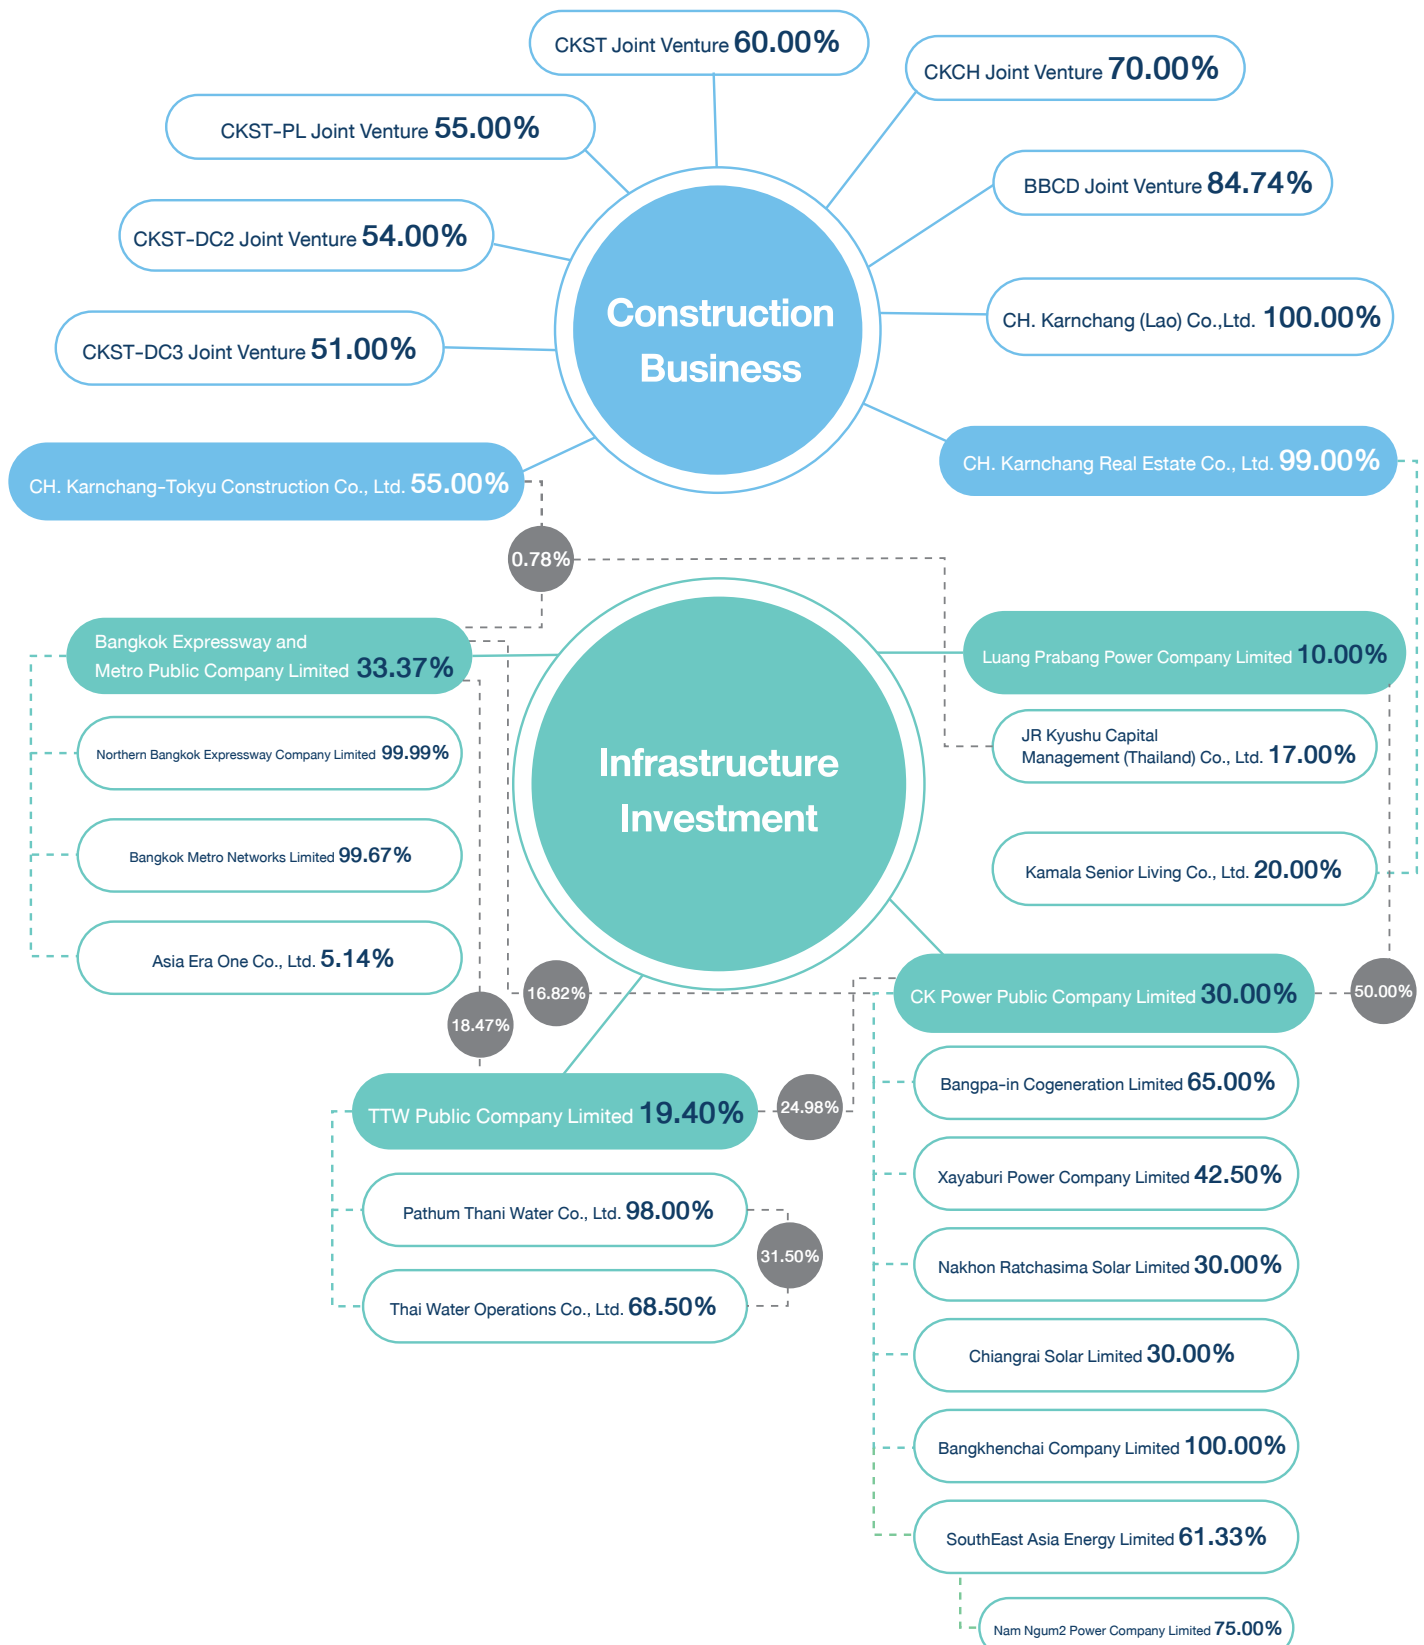 CKST Joint Venture 60.00%
CKCH Joint Venture 70.00%
CKST-PL Joint Venture 55.00%
BBCD Joint Venture 84.74%
CKST-DC2 Joint Venture 54.00%
CH. Karnchang (Lao) Co.,Ltd. 100.00%
CKST-DC3 Joint Venture 51.00%
Construction
Business
CH. Karnchang Real Estate Co., Ltd. 99.00%
CH. Karnchang-Tokyu Construction Co., Ltd. 55.00%
0.78%
Bangkok Expressway and
Metro Public Company Limited 33.37%
Luang Prabang Power Company Limited 10.00%
Northern Bangkok Expressway Company Limited 99.99%
JR Kyushu Capital
Management (Thailand) Co., Ltd. 17.00%
Infrastructure
Investment
Bangkok Metro Networks Limited 99.67%
Kamala Senior Living Co., Ltd. 20.00%
Asia Era One Co., Ltd. 5.14%
16.82%
CK Power Public Company Limited 30.00%
50.00%
18.47%
TTW Public Company Limited 19.40%
24.98%
Bangpa-in Cogeneration Limited 65.00%
Xayaburi Power Company Limited 42.50%
Pathum Thani Water Co., Ltd. 98.00%
31.50%
Nakhon Ratchasima Solar Limited 30.00%
Thai Water Operations Co., Ltd. 68.50%
Chiangrai Solar Limited 30.00%
Bangkhenchai Company Limited 100.00%
SouthEast Asia Energy Limited 61.33%
Nam Ngum2 Power Company Limited 75.00%